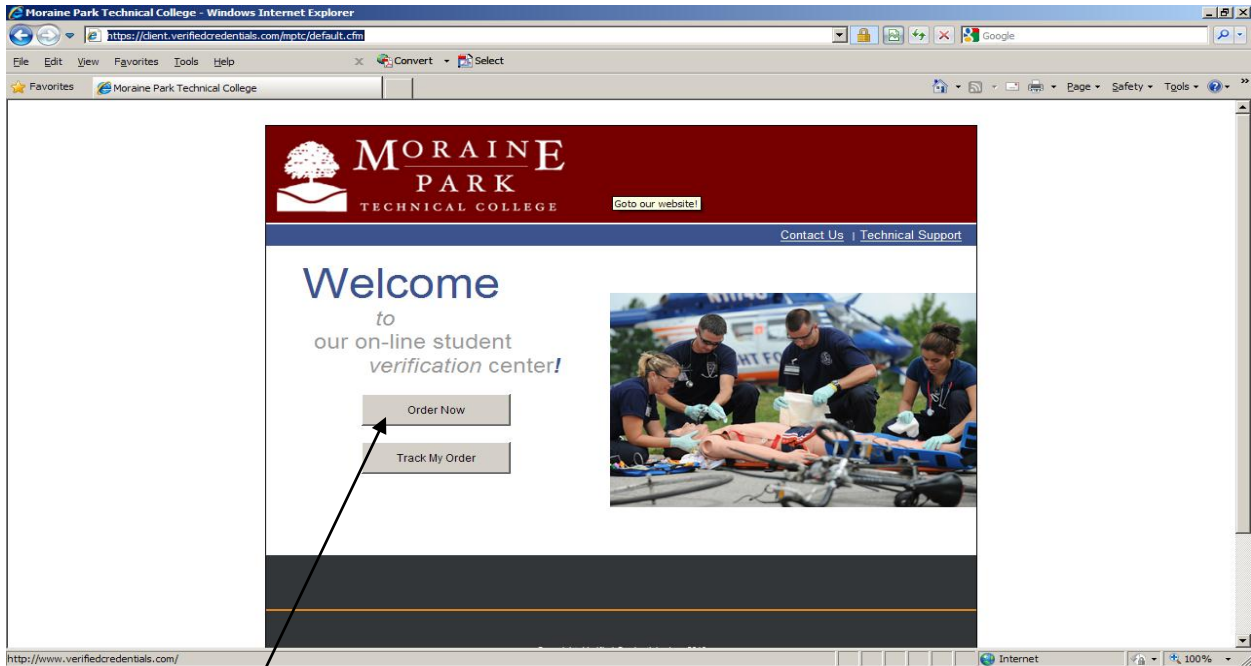 Moraine Park Technical College - Windows Internet Explorer
https://client.verifiedcredentials.com/mptc/default.cfm
Google
File Edit View Favorites Tools Help
Convert Select
Favorites
Moraine Park Technical College
Page Safety Tools
MORAINE
PARK
TECHNICAL COLLEGE
Goto our website!
Contact Us | Technical Support
Welcome
to
our on-line student
verification center!
Order Now
Track My Order
http://www.verifiedcredentials.com/
Internet
100%